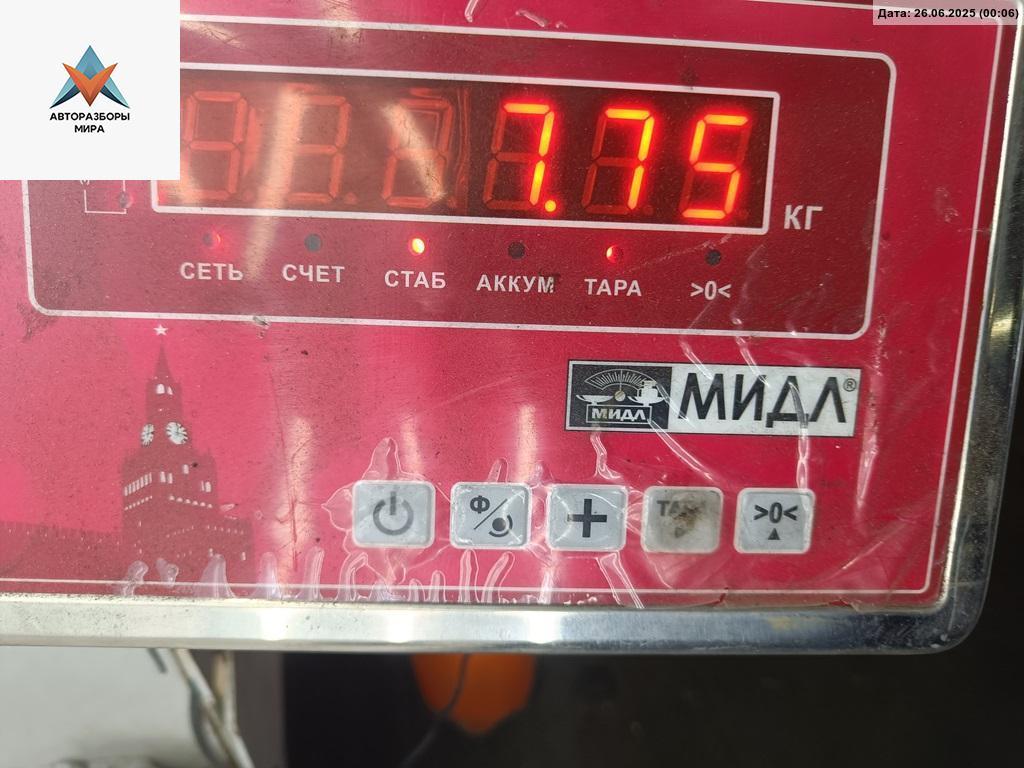 Дата: 26.06.2025 (00:06)
АВТОРАЗБОРЫ
МИРА
7.75
КГ
СЕТЬ СЧЕТ СТАБ АККУМ ТАРА >0<
МИДЛ МИДЛ®
Ф + ТАРА >0<